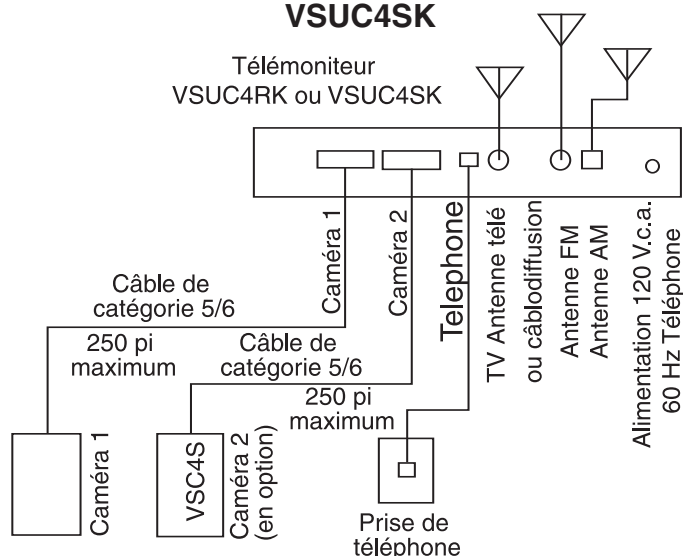 VSUC4SK
Télémoniteur
VSUC4RK ou VSUC4SK
Caméra 1
Caméra 2
Telephone
TV Antenne télé
ou câblodiffusion
Antenne FM
Antenne AM
Alimentation 120 V.c.a.
60 Hz Téléphone
Câble de
catégorie 5/6
250 pi
maximum
Câble de
catégorie 5/6
250 pi
maximum
Caméra 1
VSC4S
Caméra 2
(en option)
Prise de
téléphone